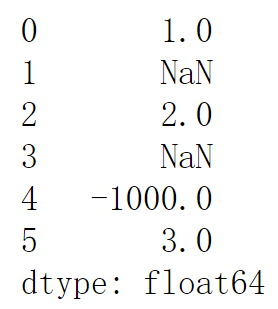 0       1.0
1       NaN
2       2.0
3       NaN
4   -1000.0
5       3.0
dtype: float64